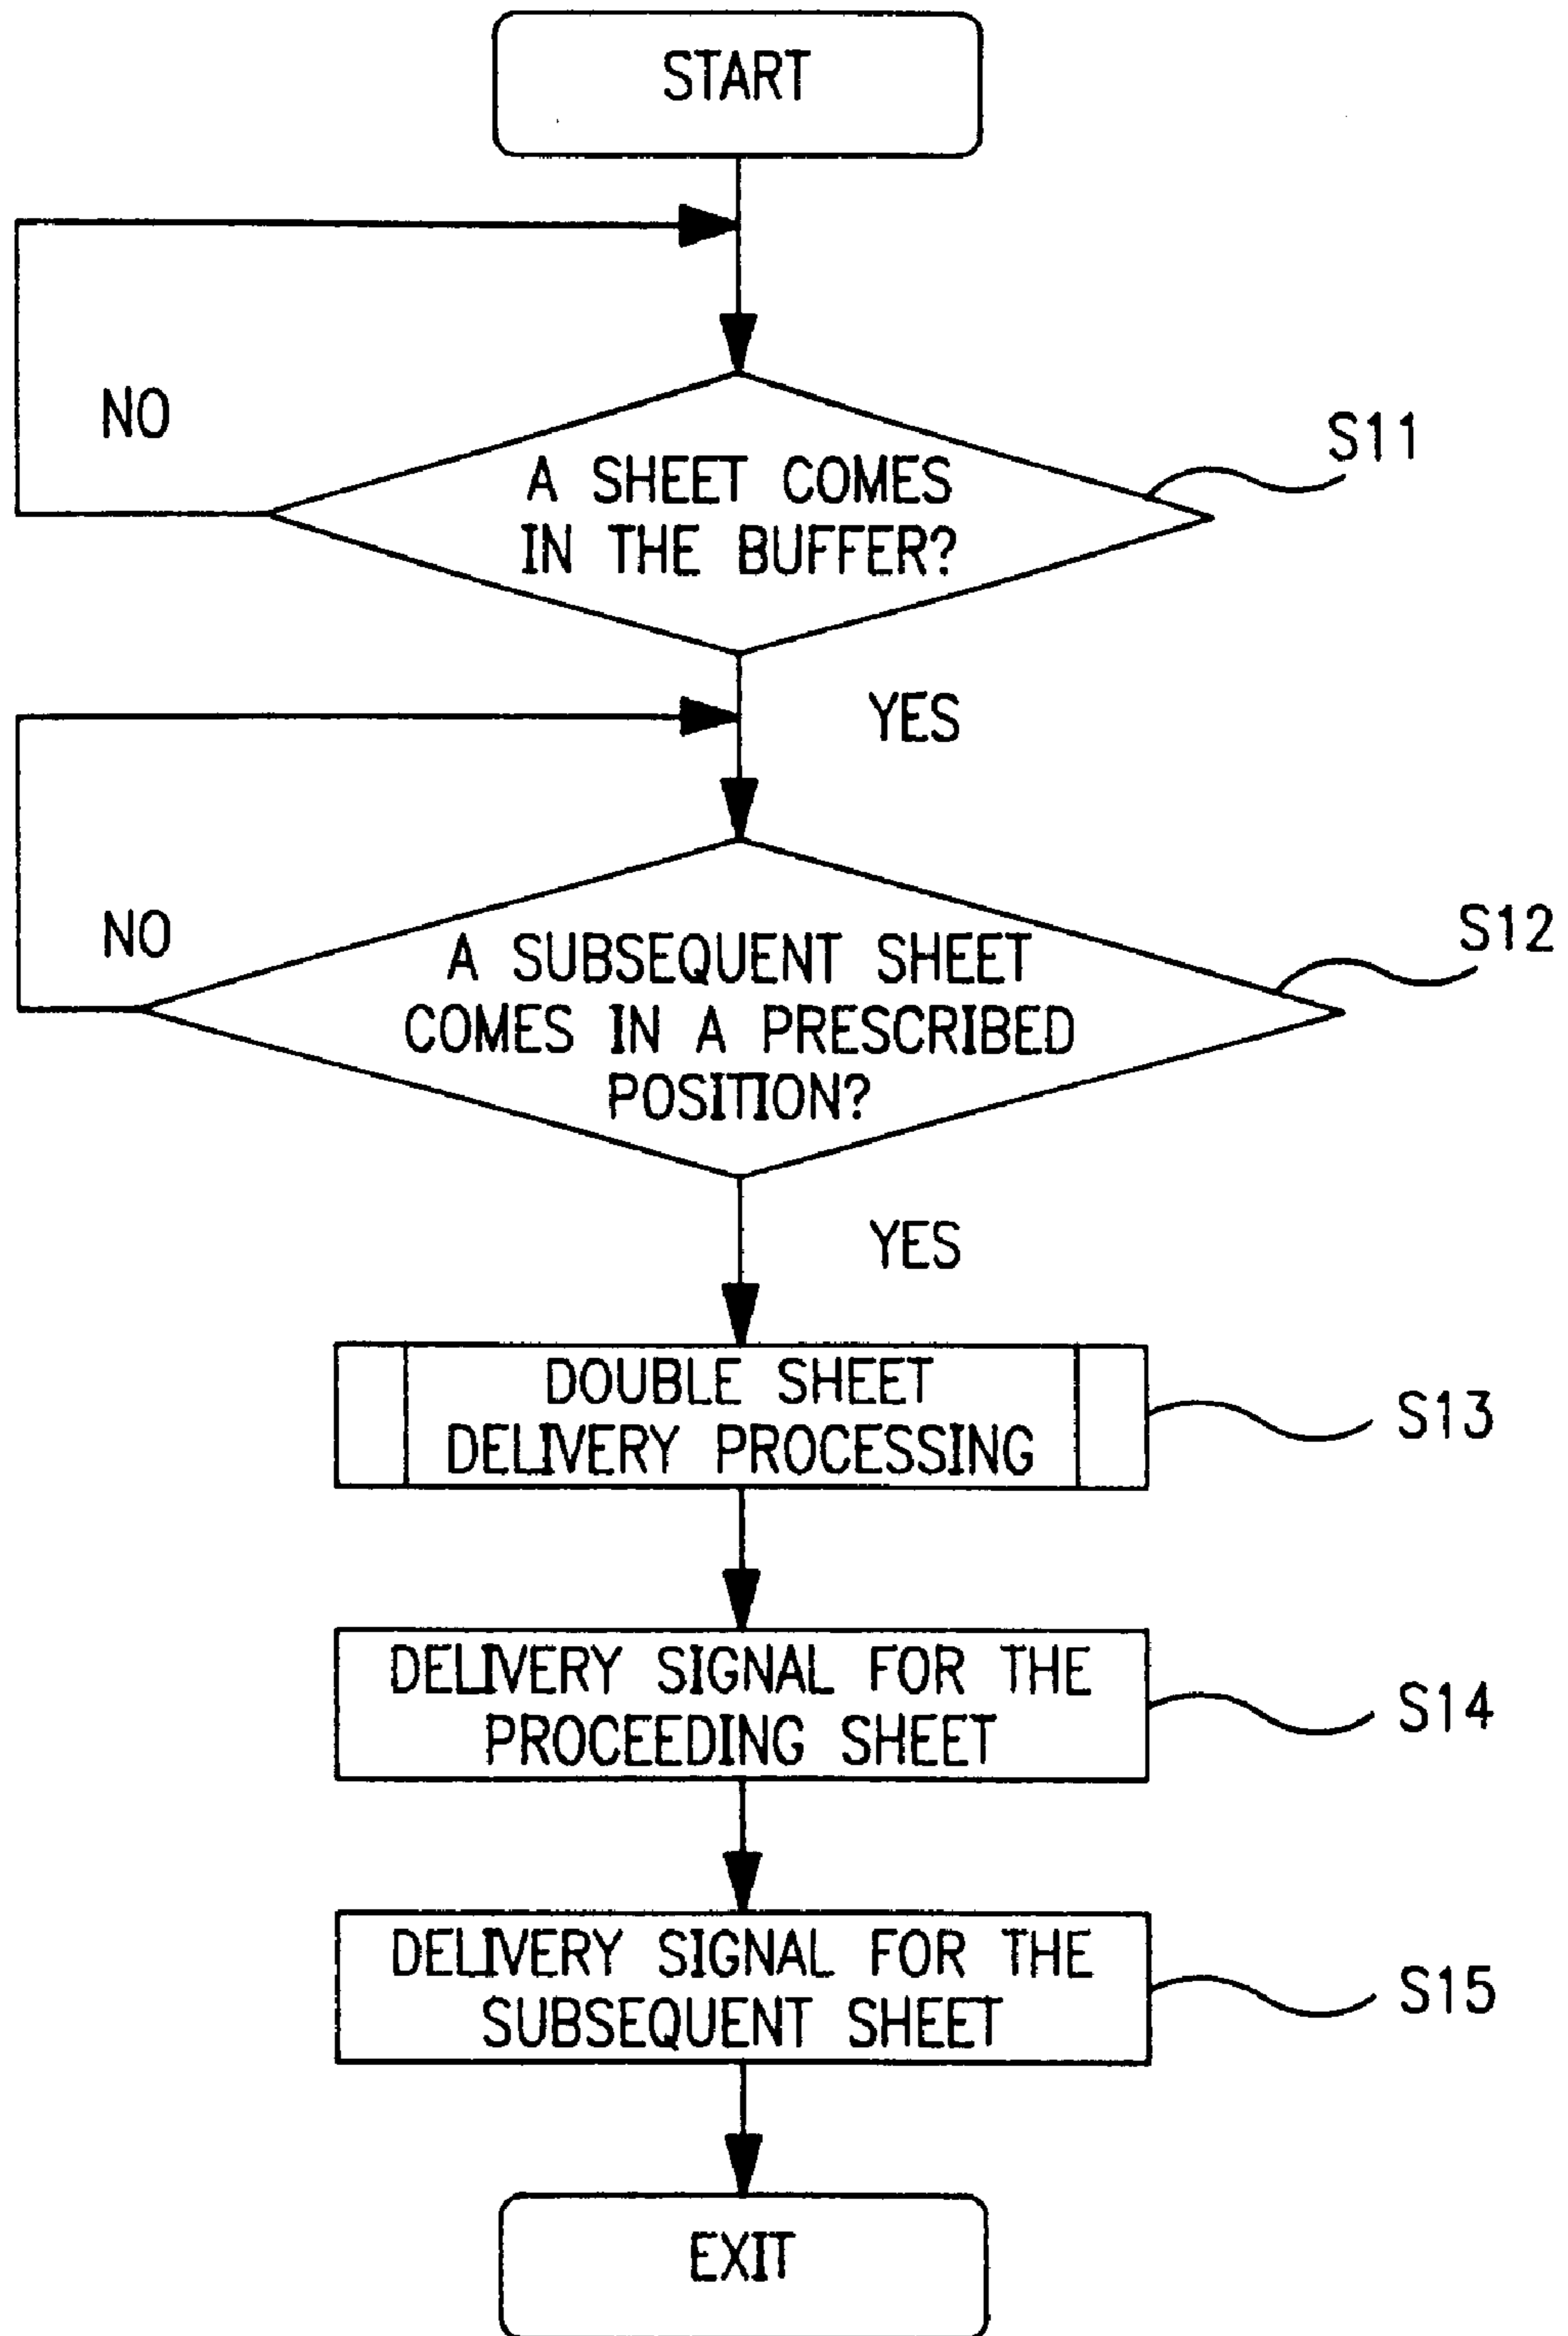 START
NO
S11
A SHEET COMES
IN THE BUFFER?
YES
NO
S12
A SUBSEQUENT SHEET
COMES IN A PRESCRIBED
POSITION?
YES
DOUBLE SHEET
DELIVERY PROCESSING
S13
DELIVERY SIGNAL FOR THE
PROCEEDING SHEET
S14
DELIVERY SIGNAL FOR THE
SUBSEQUENT SHEET
S15
EXIT